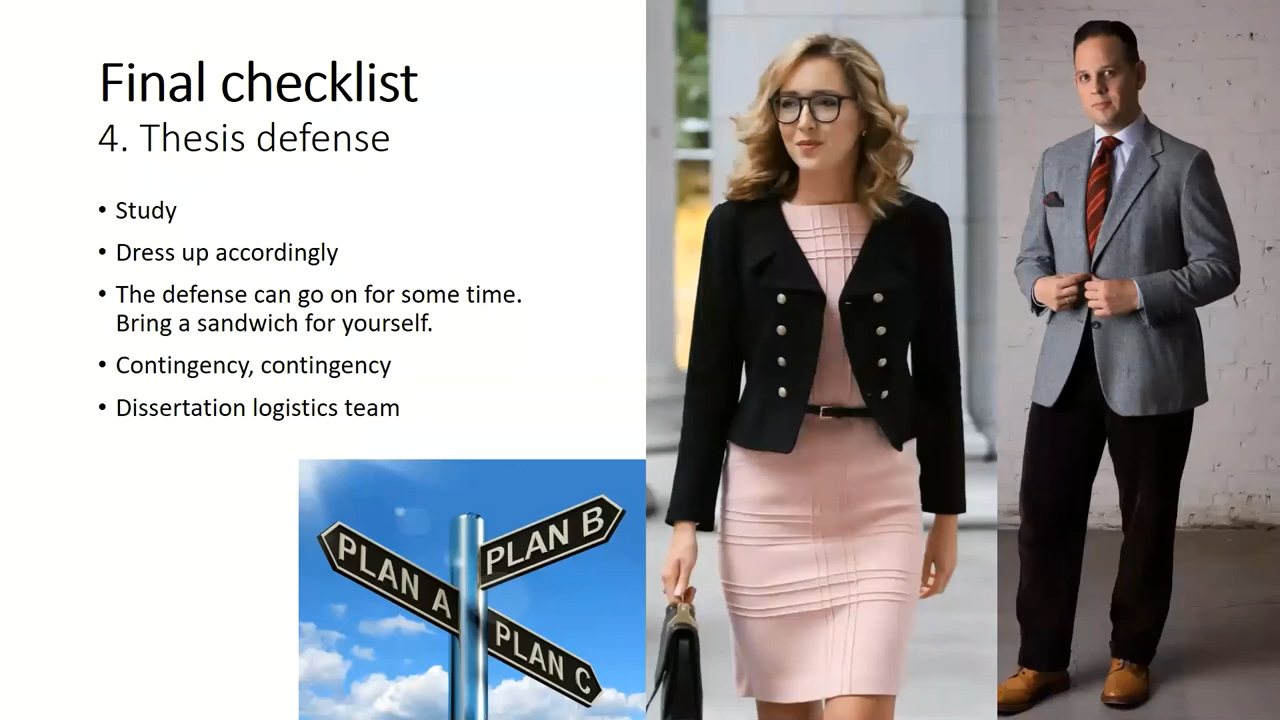 Final checklist
4. Thesis defense
• Study
• Dress up accordingly
• The defense can go on for some time.
Bring a sandwich for yourself.
• Contingency, contingency
• Dissertation logistics team
PLAN A
PLAN B
PLAN C